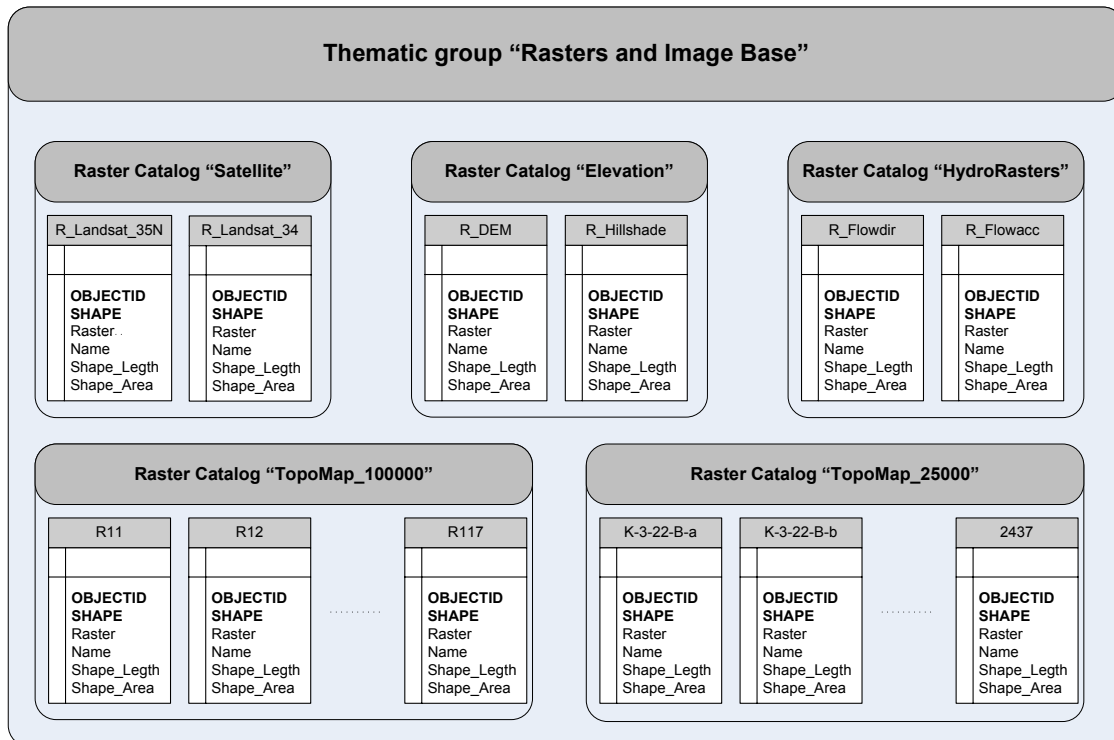 Thematic group “Rasters and Image Base”
Raster Catalog “Satellite”
R_Landsat_35N
OBJECTID
SHAPE
Raster. .
Name
Shape_Legth
Shape_Area
R_Landsat_34
OBJECTID
SHAPE
Raster
Name
Shape_Legth
Shape_Area
Raster Catalog “Elevation”
R_DEM
OBJECTID
SHAPE
Raster
Name
Shape_Legth
Shape_Area
R_Hillshade
OBJECTID
SHAPE
Raster
Name
Shape_Legth
Shape_Area
Raster Catalog “HydroRasters”
R_Flowdir
OBJECTID
SHAPE
Raster
Name
Shape_Legth
Shape_Area
R_Flowacc
OBJECTID
SHAPE
Raster
Name
Shape_Legth
Shape_Area
Raster Catalog “TopoMap_100000”
R11
OBJECTID
SHAPE
Raster
Name
Shape_Legth
Shape_Area
R12
OBJECTID
SHAPE
Raster
Name
Shape_Legth
Shape_Area
. . . . . . . . . .
R117
OBJECTID
SHAPE
Raster
Name
Shape_Legth
Shape_Area
Raster Catalog “TopoMap_25000”
K-3-22-B-a
OBJECTID
SHAPE
Raster
Name
Shape_Legth
Shape_Area
K-3-22-B-b
OBJECTID
SHAPE
Raster
Name
Shape_Legth
Shape_Area
. . . . . . . . . .
2437
OBJECTID
SHAPE
Raster
Name
Shape_Legth
Shape_Area